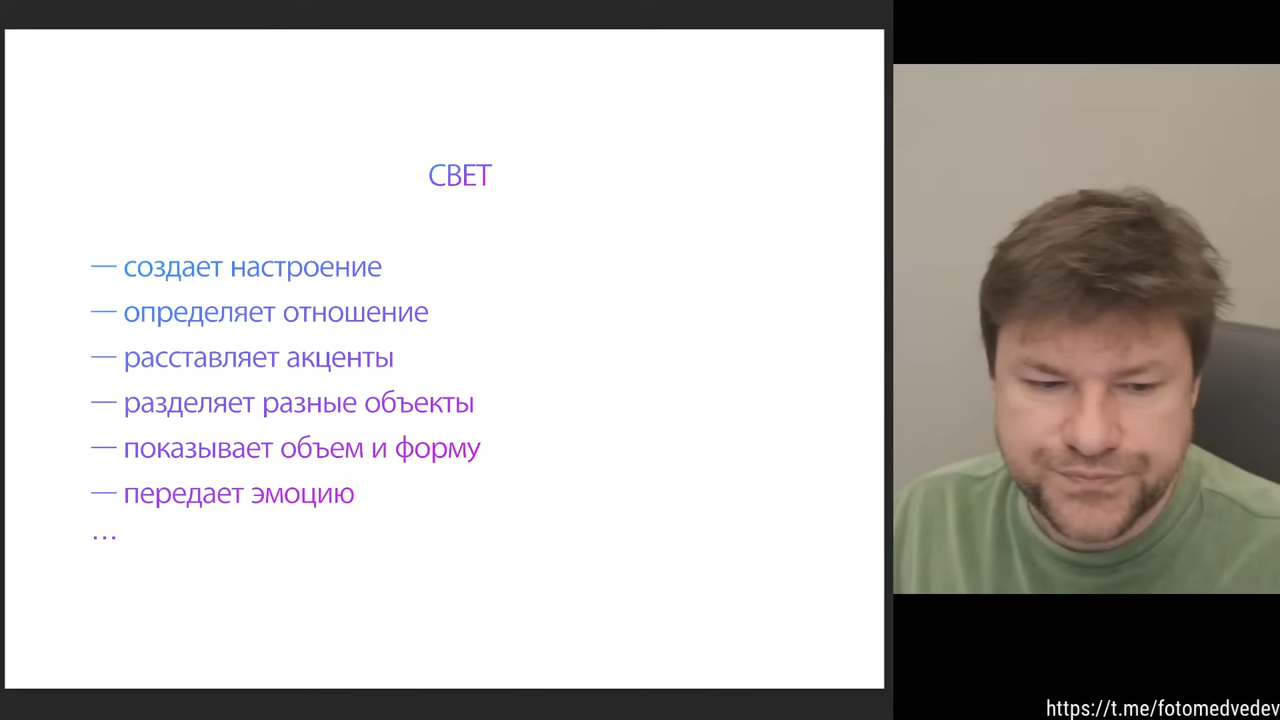 СВЕТ
— создает настроение
— определяет отношение
— расставляет акценты
— разделяет разные объекты
— показывает объем и форму
— передает эмоцию
…
https://t.me/fotomedvedev